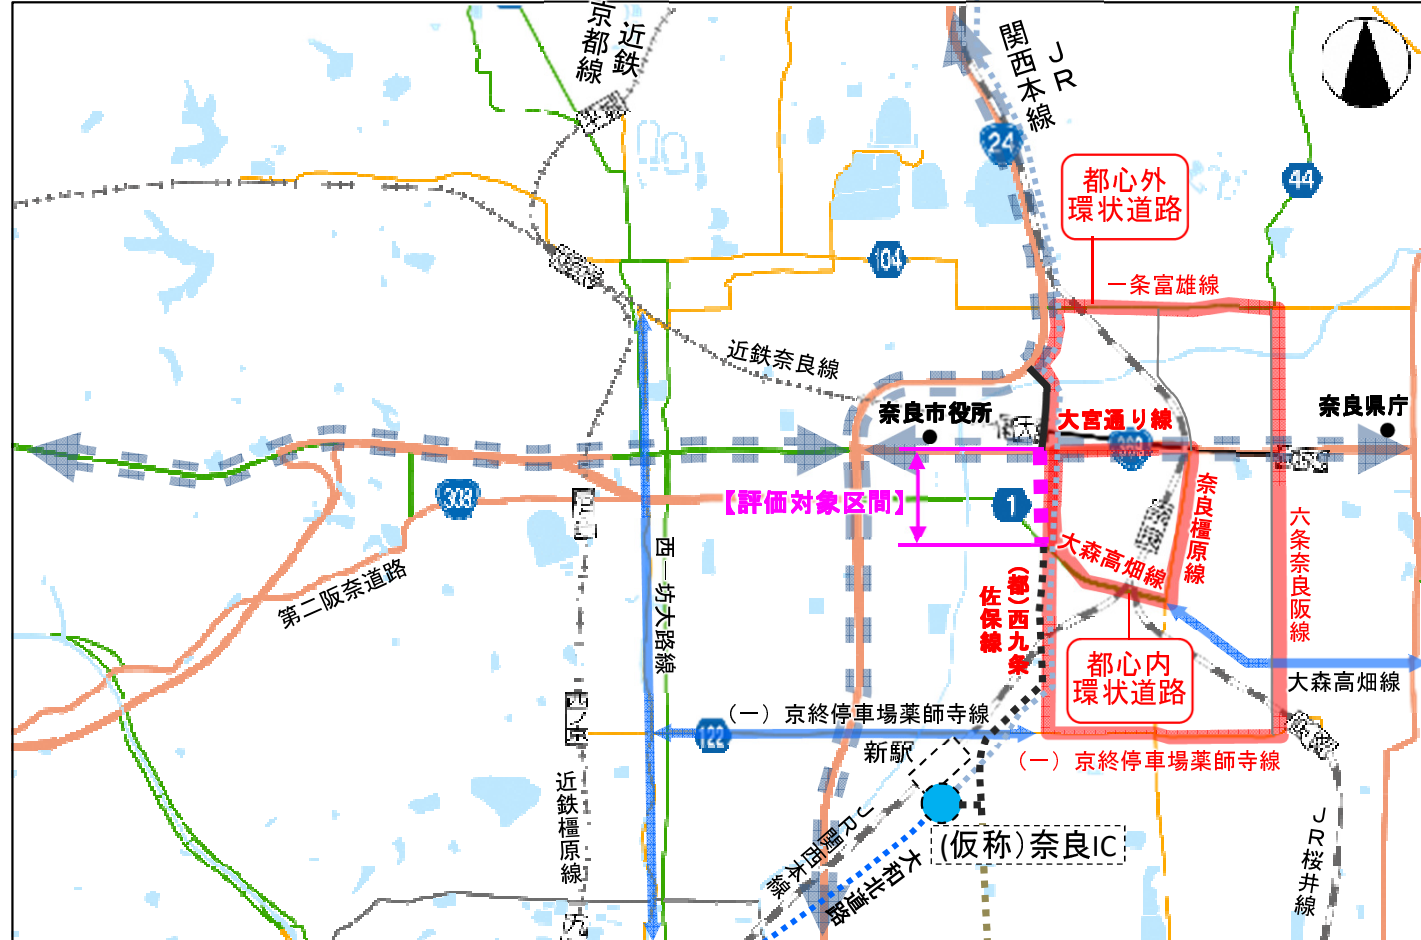 近鉄
京都線
ＪＲ
関西本線
24
44
都心外
環状道路
104
一条富雄線
近鉄奈良線
奈良市役所
大宮通り線
奈良県庁
308
【評価対象区間】
1
奈良橿原線
大森高畑線
六条奈良阪線
西一坊大路線
第二阪奈道路
(都)西九条
佐保線
都心内
環状道路
大森高畑線
122
(一) 京終停車場薬師寺線
新駅
(一) 京終停車場薬師寺線
近鉄橿原線
ＪＲ関西本線
大和北道路
(仮称)奈良IC
ＪＲ桜井線